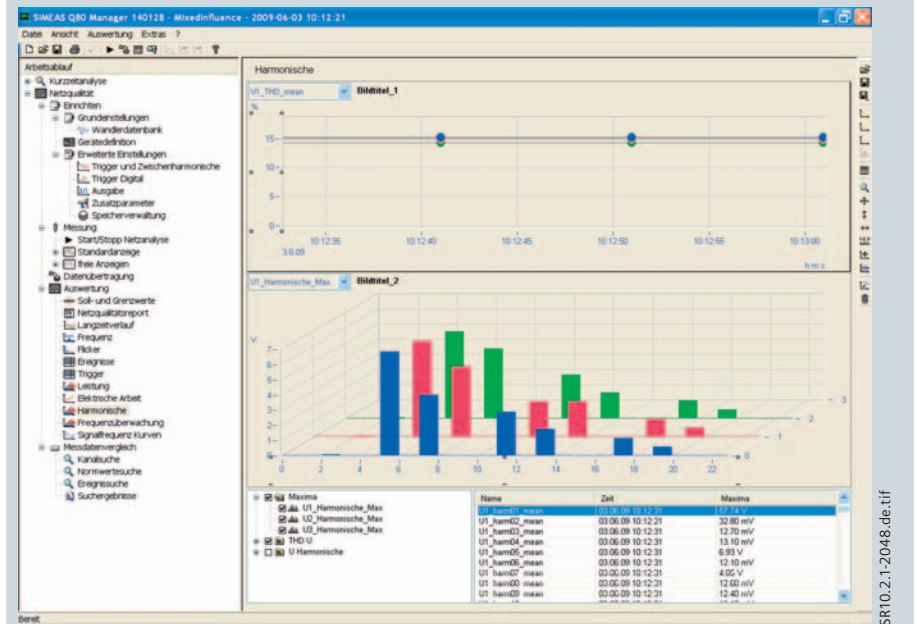 SIMEAS Q80 Manager 140128 - MixedInfluence - 2009-06-03 10:12:21
Datei Ansicht Auswertung Extras ?
Arbeitsablauf
Kurzzeitanalyse
Netzqualität
Einrichten
Grundeinstellungen
Wandlerdatenbank
Gerätedefinition
Erweiterte Einstellungen
Trigger und Zwischenharmonische
Trigger Digital
Ausgabe
Zusatzparameter
Speicherverwaltung
Messung
Start/Stopp Netzanalyse
Standardanzeige
freie Anzeigen
Datenübertragung
Auswertung
Soll- und Grenzwerte
Netzqualitätsreport
Langzeitverlauf
Frequenz
Flicker
Ereignisse
Trigger
Leistung
Elektrische Arbeit
Harmonische
Frequenzüberwachung
Signalfrequenz Kurven
Messdatenvergleich
Kanalsuche
Normwertesuche
Ereignissuche
Suchergebnisse
Harmonische
U1_THD_mean Bildtitel_1
%
15
10
5
0
10:12:35 10:12:40 10:12:45 10:12:50 10:12:55 10:13:00
3.6.09
h:m:s
U1_Harmonische_Max Bildtitel_2
V
7
6
5
4
3
2
1
0
0 2 4 6 8 10 12 14 16 18 20 22
0
1
2
3
Maxima
U1_Harmonische_Max
U2_Harmonische_Max
U3_Harmonische_Max
THD U
U Harmonische
Name Zeit Maxima
U1_harm01_mean 03.06.09 10:12:31 57.74 V
U1_harm02_mean 03.06.09 10:12:21 32.80 mV
U1_harm03_mean 03.06.09 10:12:31 12.70 mV
U1_harm04_mean 03.06.09 10:12:31 13.10 mV
U1_harm05_mean 03.06.09 10:12:31 6.93 V
U1_harm06_mean 03.06.09 10:12:31 12.10 mV
U1_harm07_mean 03.06.09 10:12:31 4.05 V
U1_harm08_mean 03.06.09 10:12:31 12.60 mV
U1_harm09_mean 03.06.09 10:12:31 12.40 mV
Bereit
SR10.2.1-2048.de.tif